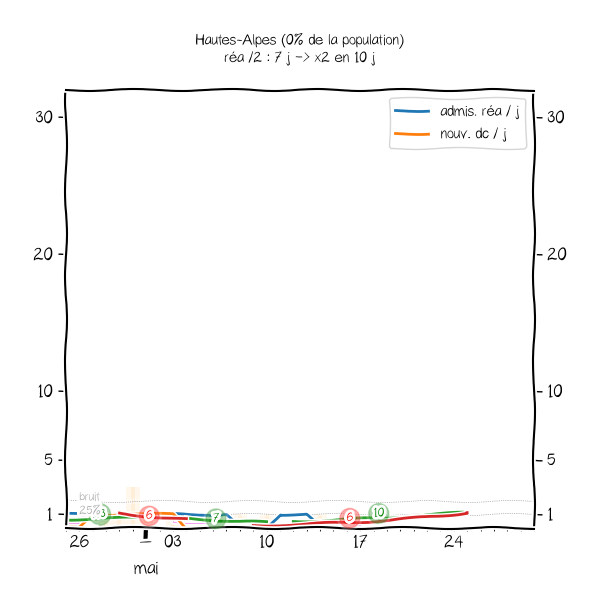 Hautes-Alpes (0% de la population)
réa /2 : 7 j -> x2 en 10 j
admis. réa / j
nouv. dc / j
30 30
20 20
10 10
5 5
1 1
... bruit
25%
3 6 7 6 10
26 1 03 10 17 24
mai